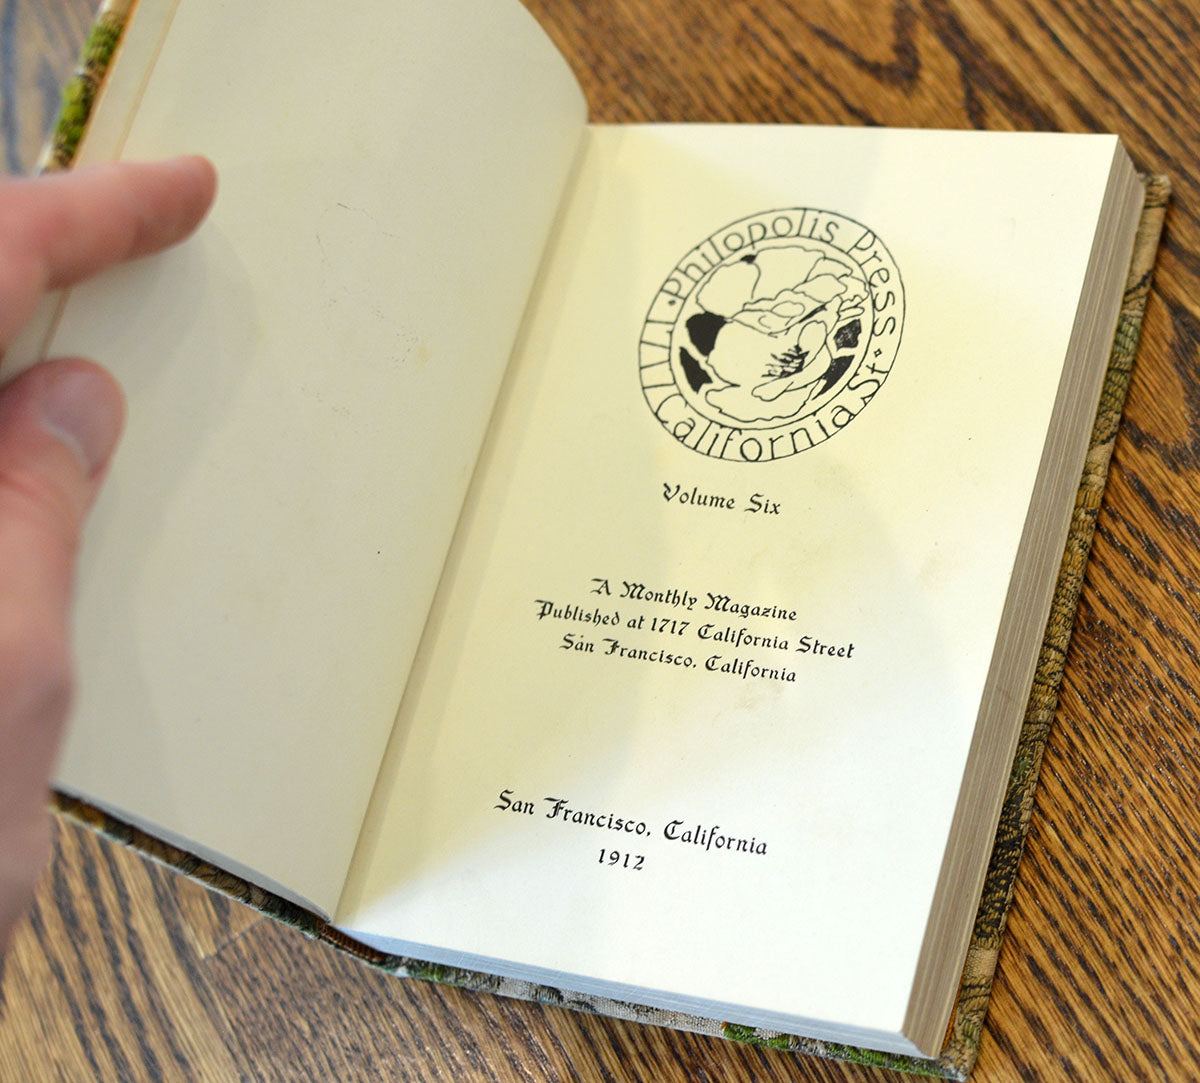 Philopolis Press · 1717 California St ·
Volume Six
A Monthly Magazine
Published at 1717 California Street
San Francisco, California
San Francisco, California
1912